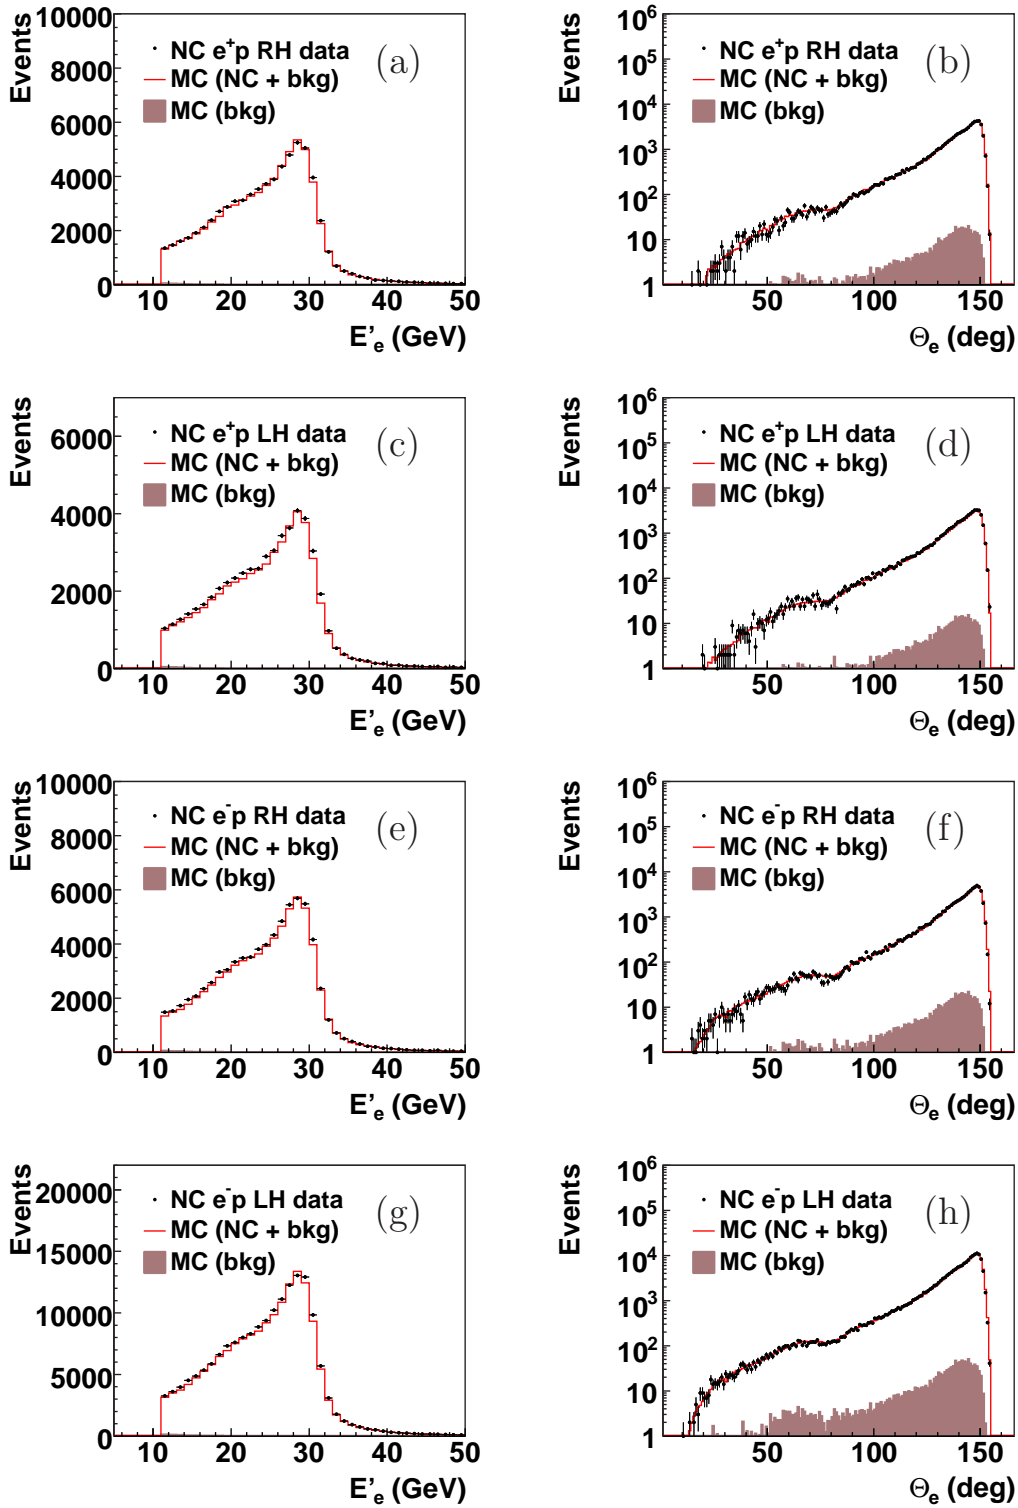 Events
10000
8000
6000
4000
2000
0
NC e⁺p RH data
MC (NC + bkg)
MC (bkg)
(a)
10 20 30 40 50
E'ₑ (GeV)
Events
10⁶
10⁵
10⁴
10³
10²
10
1
NC e⁺p RH data
MC (NC + bkg)
MC (bkg)
(b)
50 100 150
Θₑ (deg)
Events
6000
4000
2000
0
NC e⁺p LH data
MC (NC + bkg)
MC (bkg)
(c)
10 20 30 40 50
E'ₑ (GeV)
Events
10⁶
10⁵
10⁴
10³
10²
10
1
NC e⁺p LH data
MC (NC + bkg)
MC (bkg)
(d)
50 100 150
Θₑ (deg)
Events
10000
8000
6000
4000
2000
0
NC e⁻p RH data
MC (NC + bkg)
MC (bkg)
(e)
10 20 30 40 50
E'ₑ (GeV)
Events
10⁶
10⁵
10⁴
10³
10²
10
1
NC e⁻p RH data
MC (NC + bkg)
MC (bkg)
(f)
50 100 150
Θₑ (deg)
Events
20000
15000
10000
5000
0
NC e⁻p LH data
MC (NC + bkg)
MC (bkg)
(g)
10 20 30 40 50
E'ₑ (GeV)
Events
10⁶
10⁵
10⁴
10³
10²
10
1
NC e⁻p LH data
MC (NC + bkg)
MC (bkg)
(h)
50 100 150
Θₑ (deg)